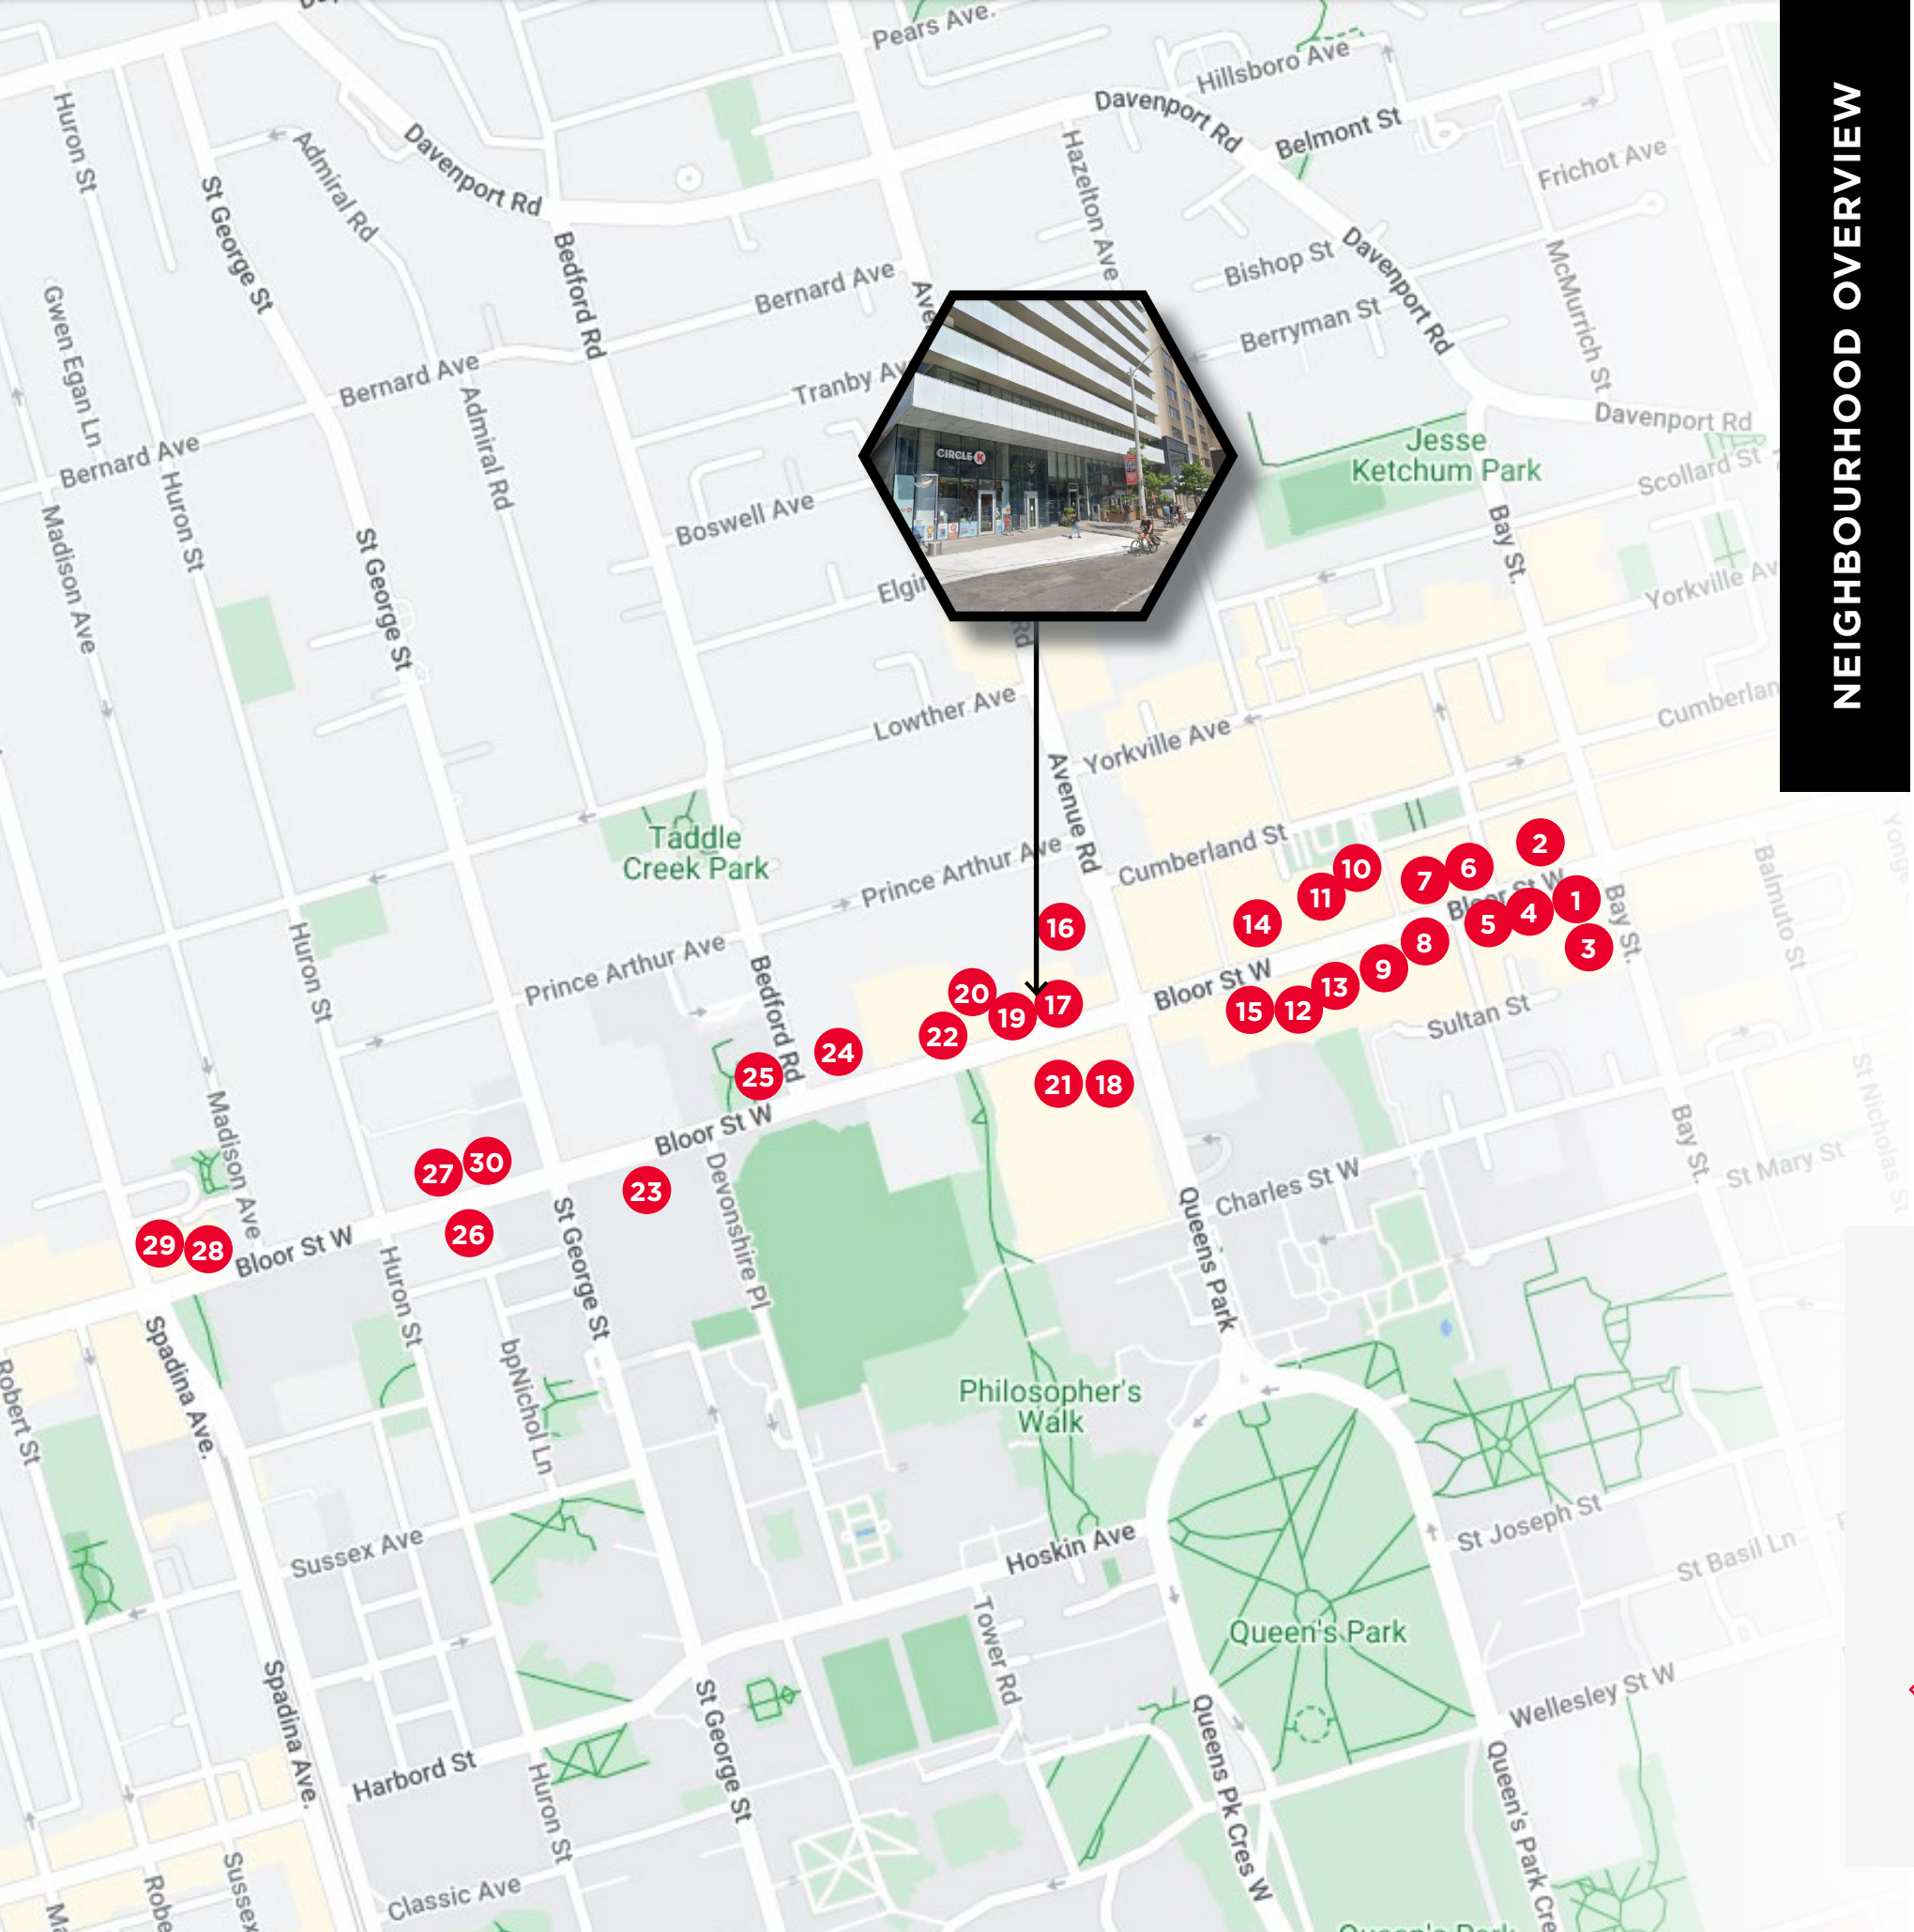 NEIGHBOURHOOD OVERVIEW
Pears Ave.
Hillsboro Ave
Davenport Rd
Belmont St
Huron St
Admiral Rd
Davenport Rd
Hazelton Ave
Frichot Ave
St George St
Bedford Rd
Bernard Ave
Bishop St
Davenport Rd
McMurrich St
Gwen Egan Ln
Berryman St
Bernard Ave
Tranby Av
Admiral Rd
CIRCLE K
Davenport Rd
Jesse
Ketchum Park
Bernard Ave
Huron St
Scollard St
Boswell Ave
Madison Ave
St George St
Bay St.
Elgin
Rd
Yorkville Av
Lowther Ave
Yorkville Ave
Cumberlan
Avenue Rd
Taddle
Creek Park
Prince Arthur Ave
Cumberland St
2
10
6
7
11
Bloor St W
1
4
5
14
16
8
3
Bay St.
Balmuto St
Huron St
Prince Arthur Ave
Bedford Rd
9
13
Bloor St W
20
17
19
15
12
Sultan St
22
24
25
21
18
Bloor St W
Madison Ave
St Nicholas St
27
30
23
Devonshire Pl
Charles St W
Bay St.
St Mary St
26
29
28
Bloor St W
Huron St
St George St
Queens Park
Spadina Ave.
Robert St
bpNichol Ln
Philosopher's
Walk
Sussex Ave
Hoskin Ave
St Joseph St
St Basil Ln
Tower Rd
Queen's Park
Spadina Ave.
St George St
Wellesley St W
Harbord St
Huron St
Queens Pk Cres W
Queen's Park Cre
Classic Ave
Robe
Sussex
Ma
Queen's Park